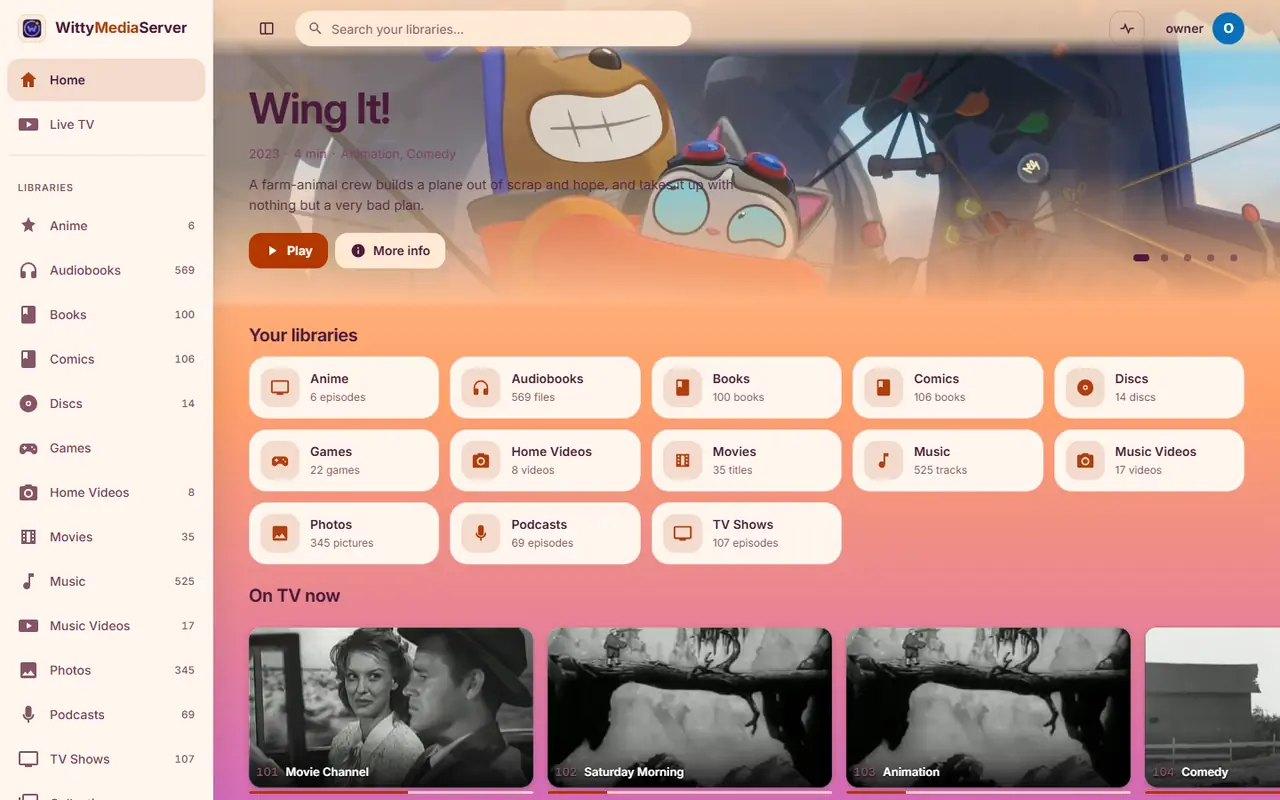 WittyMediaServer
Search your libraries...
owner
O
Home
Live TV
LIBRARIES
Anime 6
Audiobooks 569
Books 100
Comics 106
Discs 14
Games
Home Videos 8
Movies 35
Music 525
Music Videos 17
Photos 345
Podcasts 69
TV Shows 107
Wing It!
2023 · 4 min · Animation, Comedy
A farm-animal crew builds a plane out of scrap and hope, and takes it up with
nothing but a very bad plan.
Play
More info
Your libraries
Anime
6 episodes
Audiobooks
569 files
Books
100 books
Comics
106 books
Discs
14 discs
Games
22 games
Home Videos
8 videos
Movies
35 titles
Music
525 tracks
Music Videos
17 videos
Photos
345 pictures
Podcasts
69 episodes
TV Shows
107 episodes
On TV now
101 Movie Channel
102 Saturday Morning
103 Animation
104 Comedy